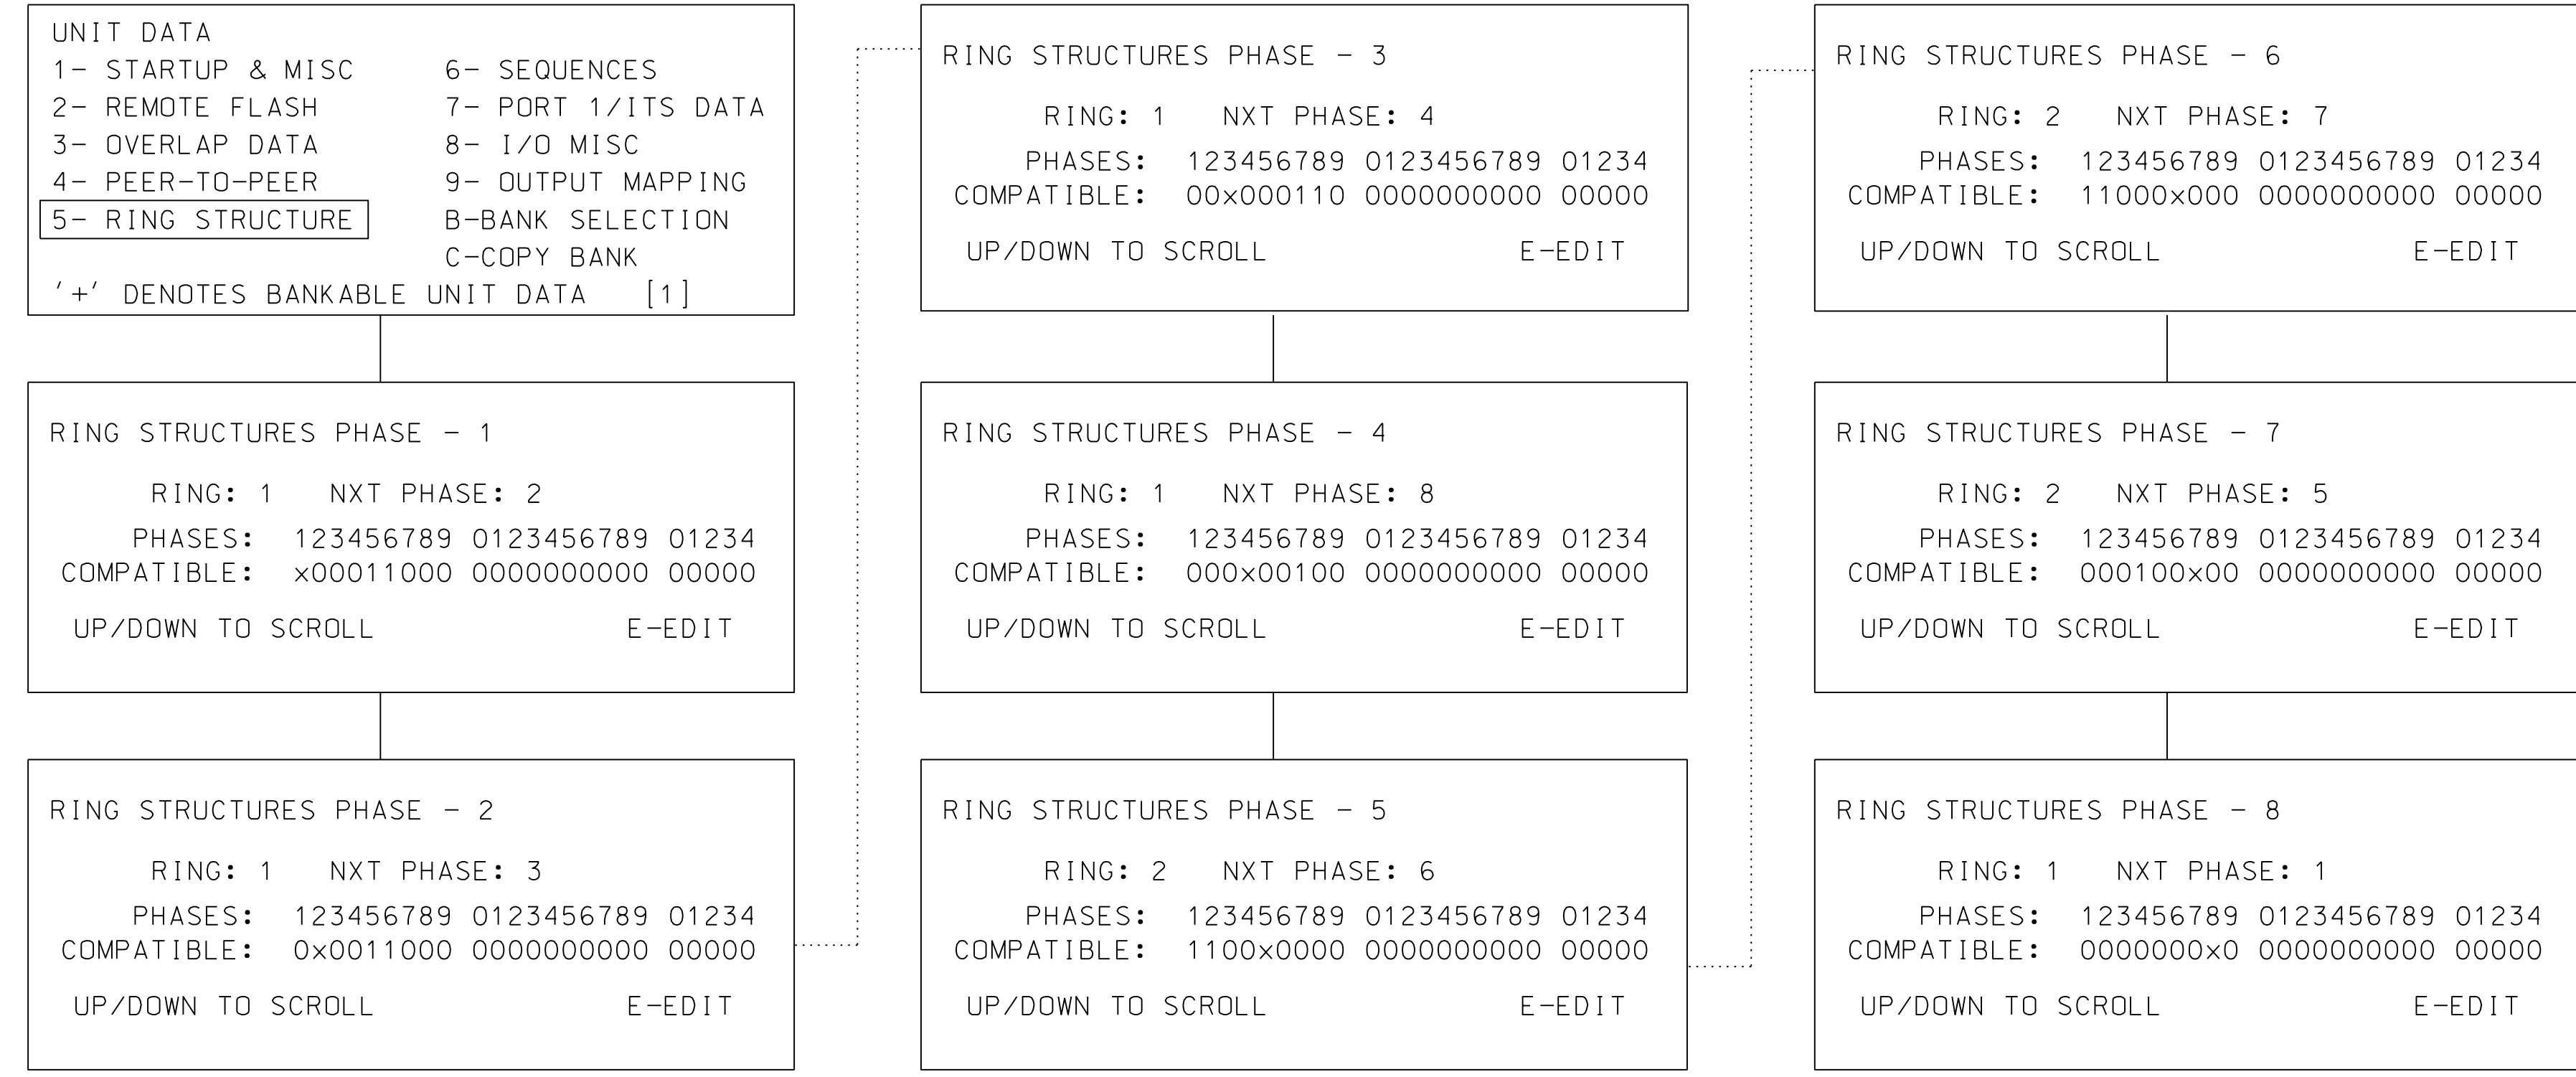 UNIT DATA
1- STARTUP & MISC 6- SEQUENCES
2- REMOTE FLASH 7- PORT 1/ITS DATA
3- OVERLAP DATA 8- I/O MISC
4- PEER-TO-PEER 9- OUTPUT MAPPING
5- RING STRUCTURE B-BANK SELECTION
C-COPY BANK
'+' DENOTES BANKABLE UNIT DATA [1]
RING STRUCTURES PHASE - 1
RING: 1 NXT PHASE: 2
PHASES: 123456789 0123456789 01234
COMPATIBLE: x00011000 0000000000 00000
UP/DOWN TO SCROLL E-EDIT
RING STRUCTURES PHASE - 2
RING: 1 NXT PHASE: 3
PHASES: 123456789 0123456789 01234
COMPATIBLE: 0x0011000 0000000000 00000
UP/DOWN TO SCROLL E-EDIT
RING STRUCTURES PHASE - 3
RING: 1 NXT PHASE: 4
PHASES: 123456789 0123456789 01234
COMPATIBLE: 00x000110 0000000000 00000
UP/DOWN TO SCROLL E-EDIT
RING STRUCTURES PHASE - 4
RING: 1 NXT PHASE: 8
PHASES: 123456789 0123456789 01234
COMPATIBLE: 000x00100 0000000000 00000
UP/DOWN TO SCROLL E-EDIT
RING STRUCTURES PHASE - 5
RING: 2 NXT PHASE: 6
PHASES: 123456789 0123456789 01234
COMPATIBLE: 1100x0000 0000000000 00000
UP/DOWN TO SCROLL E-EDIT
RING STRUCTURES PHASE - 6
RING: 2 NXT PHASE: 7
PHASES: 123456789 0123456789 01234
COMPATIBLE: 11000x000 0000000000 00000
UP/DOWN TO SCROLL E-EDIT
RING STRUCTURES PHASE - 7
RING: 2 NXT PHASE: 5
PHASES: 123456789 0123456789 01234
COMPATIBLE: 000100x00 0000000000 00000
UP/DOWN TO SCROLL E-EDIT
RING STRUCTURES PHASE - 8
RING: 1 NXT PHASE: 1
PHASES: 123456789 0123456789 01234
COMPATIBLE: 0000000x0 0000000000 00000
UP/DOWN TO SCROLL E-EDIT